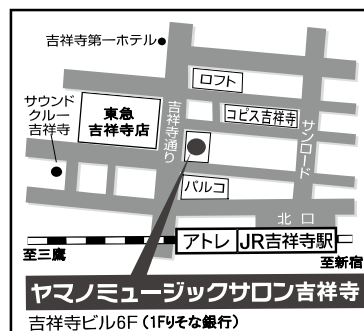 吉祥寺第一ホテル
ロフト
サウンド
クルー
吉祥寺
東急
吉祥寺店
吉祥寺通り
コピス吉祥寺
サンロード
パルコ
北口
アトレ
JR吉祥寺駅
至三鷹
至新宿
ヤマノミュージックサロン吉祥寺
吉祥寺ビル6F（1Fりそな銀行）